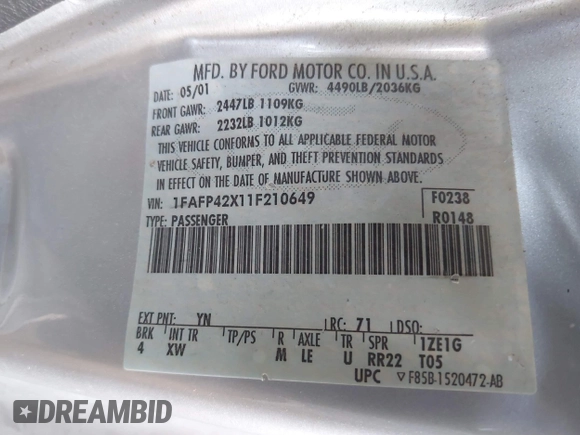 MFD. BY FORD MOTOR CO. IN U.S.A.
DATE: 05/01 GVWR: 4490LB/2036KG
FRONT GAWR: 2447LB 1109KG
REAR GAWR: 2232LB 1012KG
THIS VEHICLE CONFORMS TO ALL APPLICABLE FEDERAL MOTOR
VEHICLE SAFETY, BUMPER, AND THEFT PREVENTION STANDARDS
IN EFFECT ON THE DATE OF MANUFACTURE SHOWN ABOVE.
VIN: 1FAFP42X11F210649 F0238
TYPE: PASSENGER R0148
EXT PNT: YN RC: 71 DSO:
BRK INT TR TP/PS R AXLE TR SPR 1ZE1G
4 XW M LE U RR22 T05
UPC F85B-1520472-AB
DREAMBID